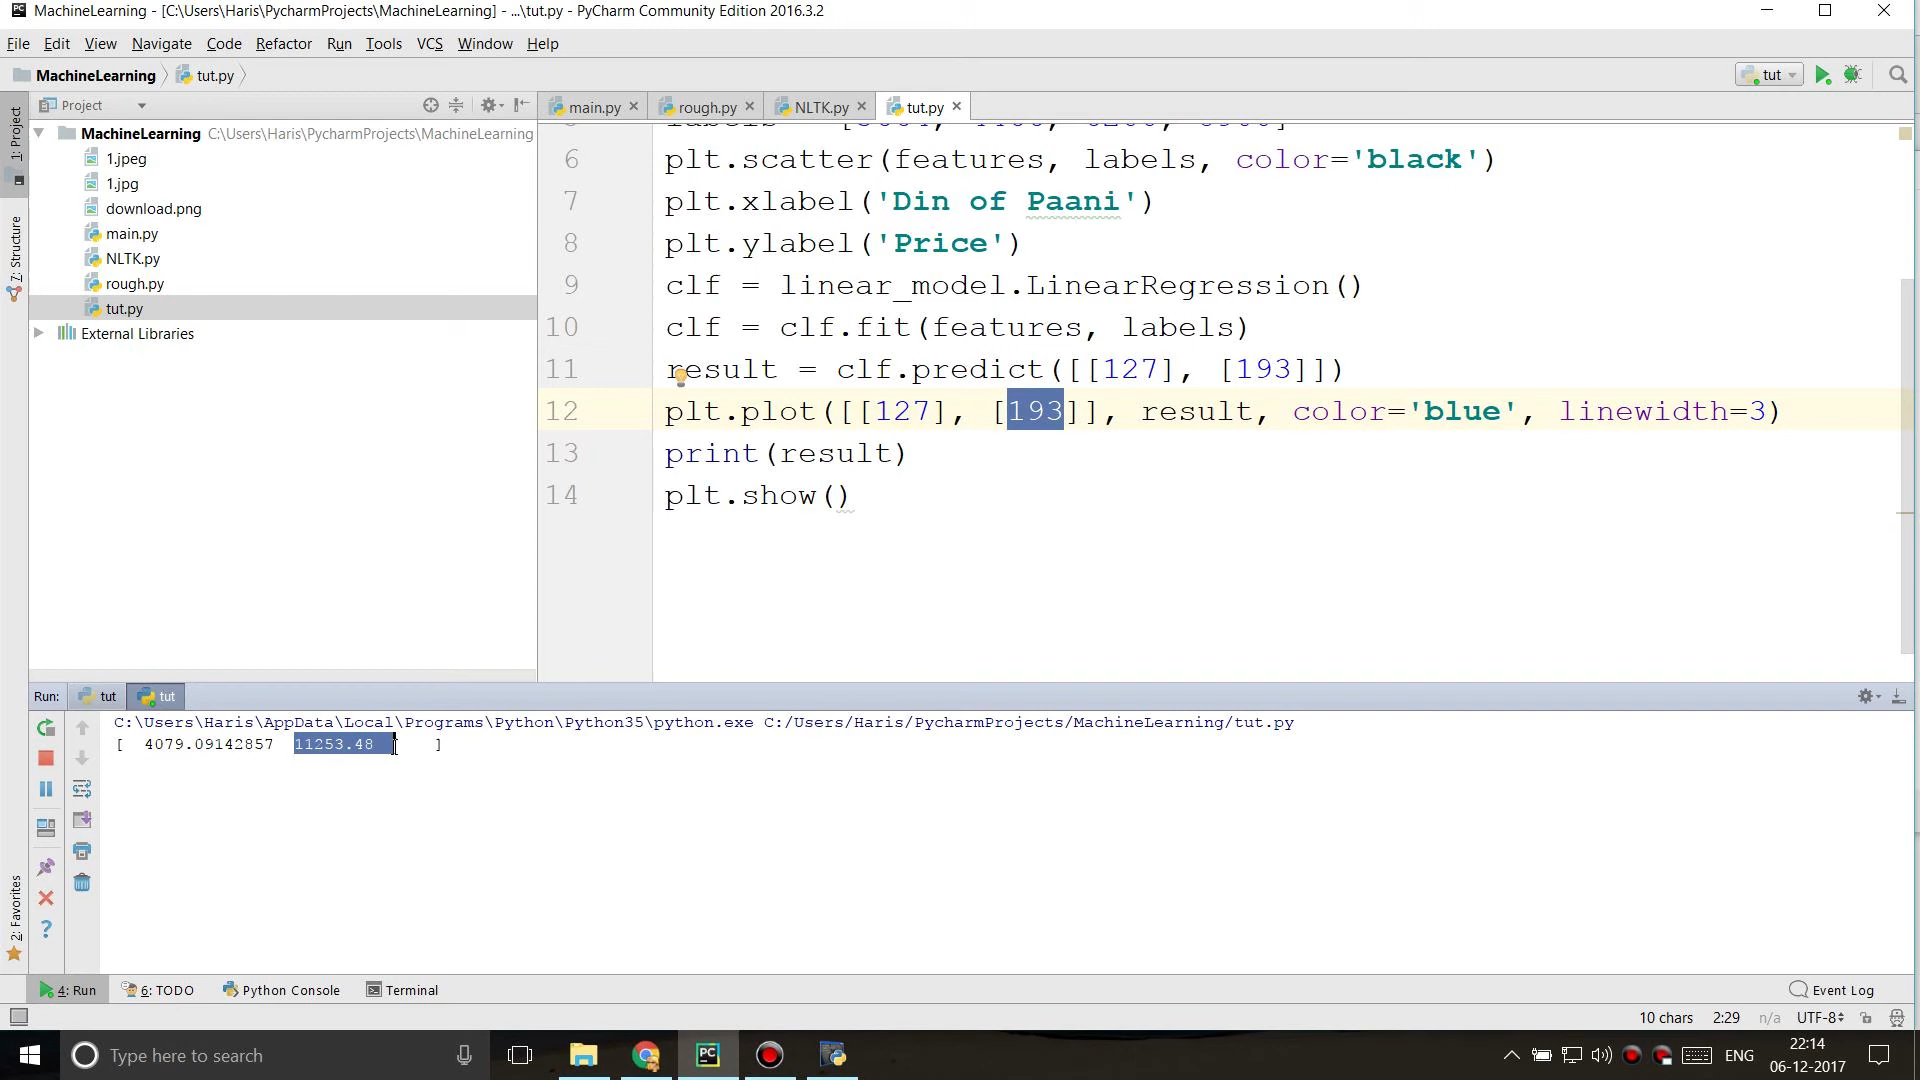 MachineLearning - [C:\Users\Haris\PycharmProjects\MachineLearning] - ...\tut.py - PyCharm Community Edition 2016.3.2
File Edit View Navigate Code Refactor Run Tools VCS Window Help
MachineLearning tut.py
tut
Project
main.py rough.py NLTK.py tut.py
MachineLearning C:\Users\Haris\PycharmProjects\MachineLearning
1.jpeg
1.jpg
download.png
main.py
NLTK.py
rough.py
tut.py
External Libraries
1: Project
7: Structure
2: Favorites
6 plt.scatter(features, labels, color='black')
7 plt.xlabel('Din of Paani')
8 plt.ylabel('Price')
9 clf = linear_model.LinearRegression()
10 clf = clf.fit(features, labels)
11 result = clf.predict([[127], [193]])
12 plt.plot([[127], [193]], result, color='blue', linewidth=3)
13 print(result)
14 plt.show()
Run: tut tut
C:\Users\Haris\AppData\Local\Programs\Python\Python35\python.exe C:/Users/Haris/PycharmProjects/MachineLearning/tut.py
[ 4079.09142857 11253.48 ]
4: Run 6: TODO Python Console Terminal Event Log
10 chars 2:29 n/a UTF-8
Type here to search
PC
ENG
22:14
06-12-2017